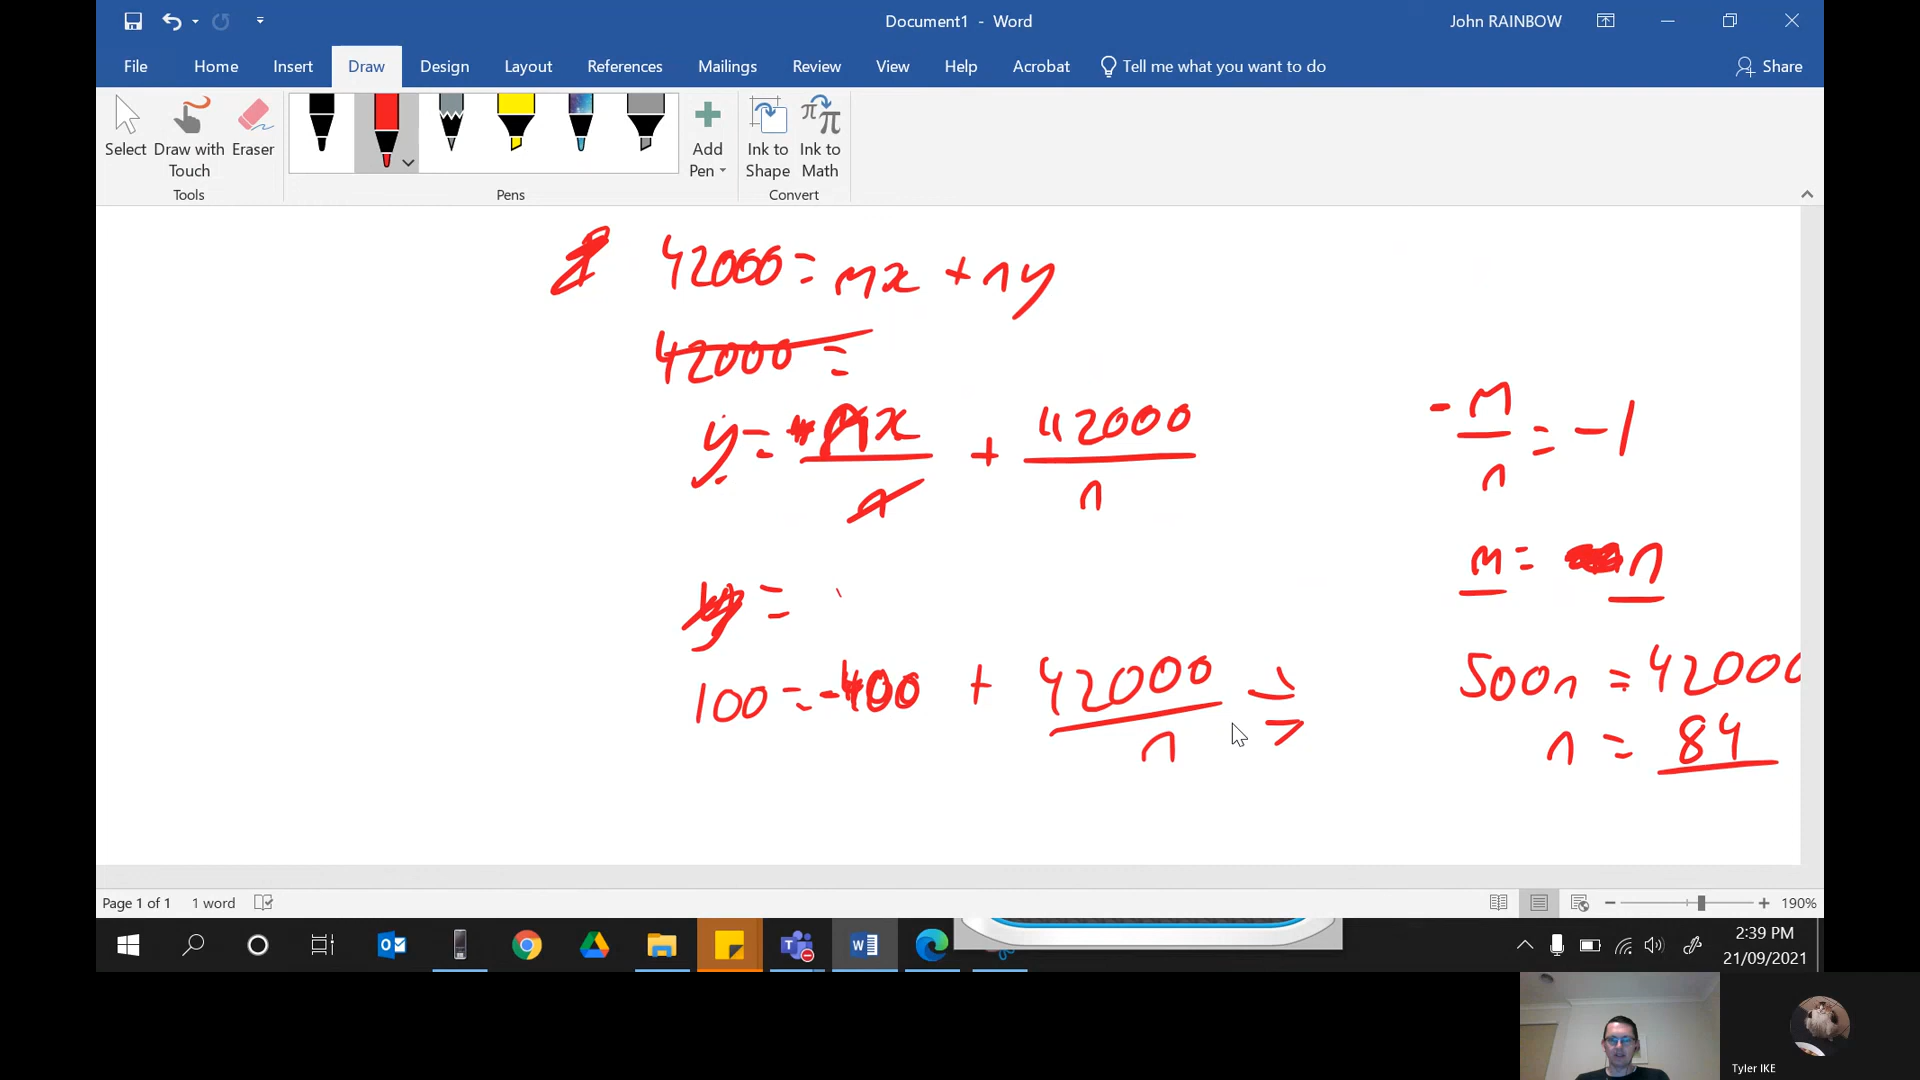 Document1 - Word
John RAINBOW
File Home Insert Draw Design Layout References Mailings Review View Help Acrobat Tell me what you want to do Share
Select
Draw with Touch
Eraser
Add Pen
Ink to Shape
Ink to Math
Tools
Pens
Convert
42000 = mx + ny
42000 =
y = -mx/n + 42000/n
-m/n = -1
y =
m = n
100 = -400 + 42000/n
500n = 42000
n = 84
Page 1 of 1
1 word
190%
2:39 PM
21/09/2021
Tyler IKE